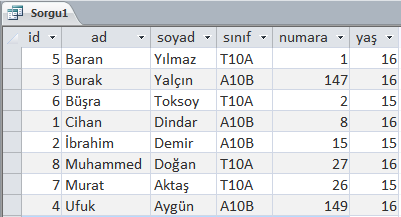 Sorgu1
id ad soyad sınıf numara yaş
5 Baran Yılmaz T10A 1 16
3 Burak Yalçın A10B 147 16
6 Büşra Toksoy T10A 2 15
1 Cihan Dindar A10B 8 16
2 İbrahim Demir A10B 15 15
8 Muhammed Doğan T10A 27 16
7 Murat Aktaş T10A 26 15
4 Ufuk Aygün A10B 149 16